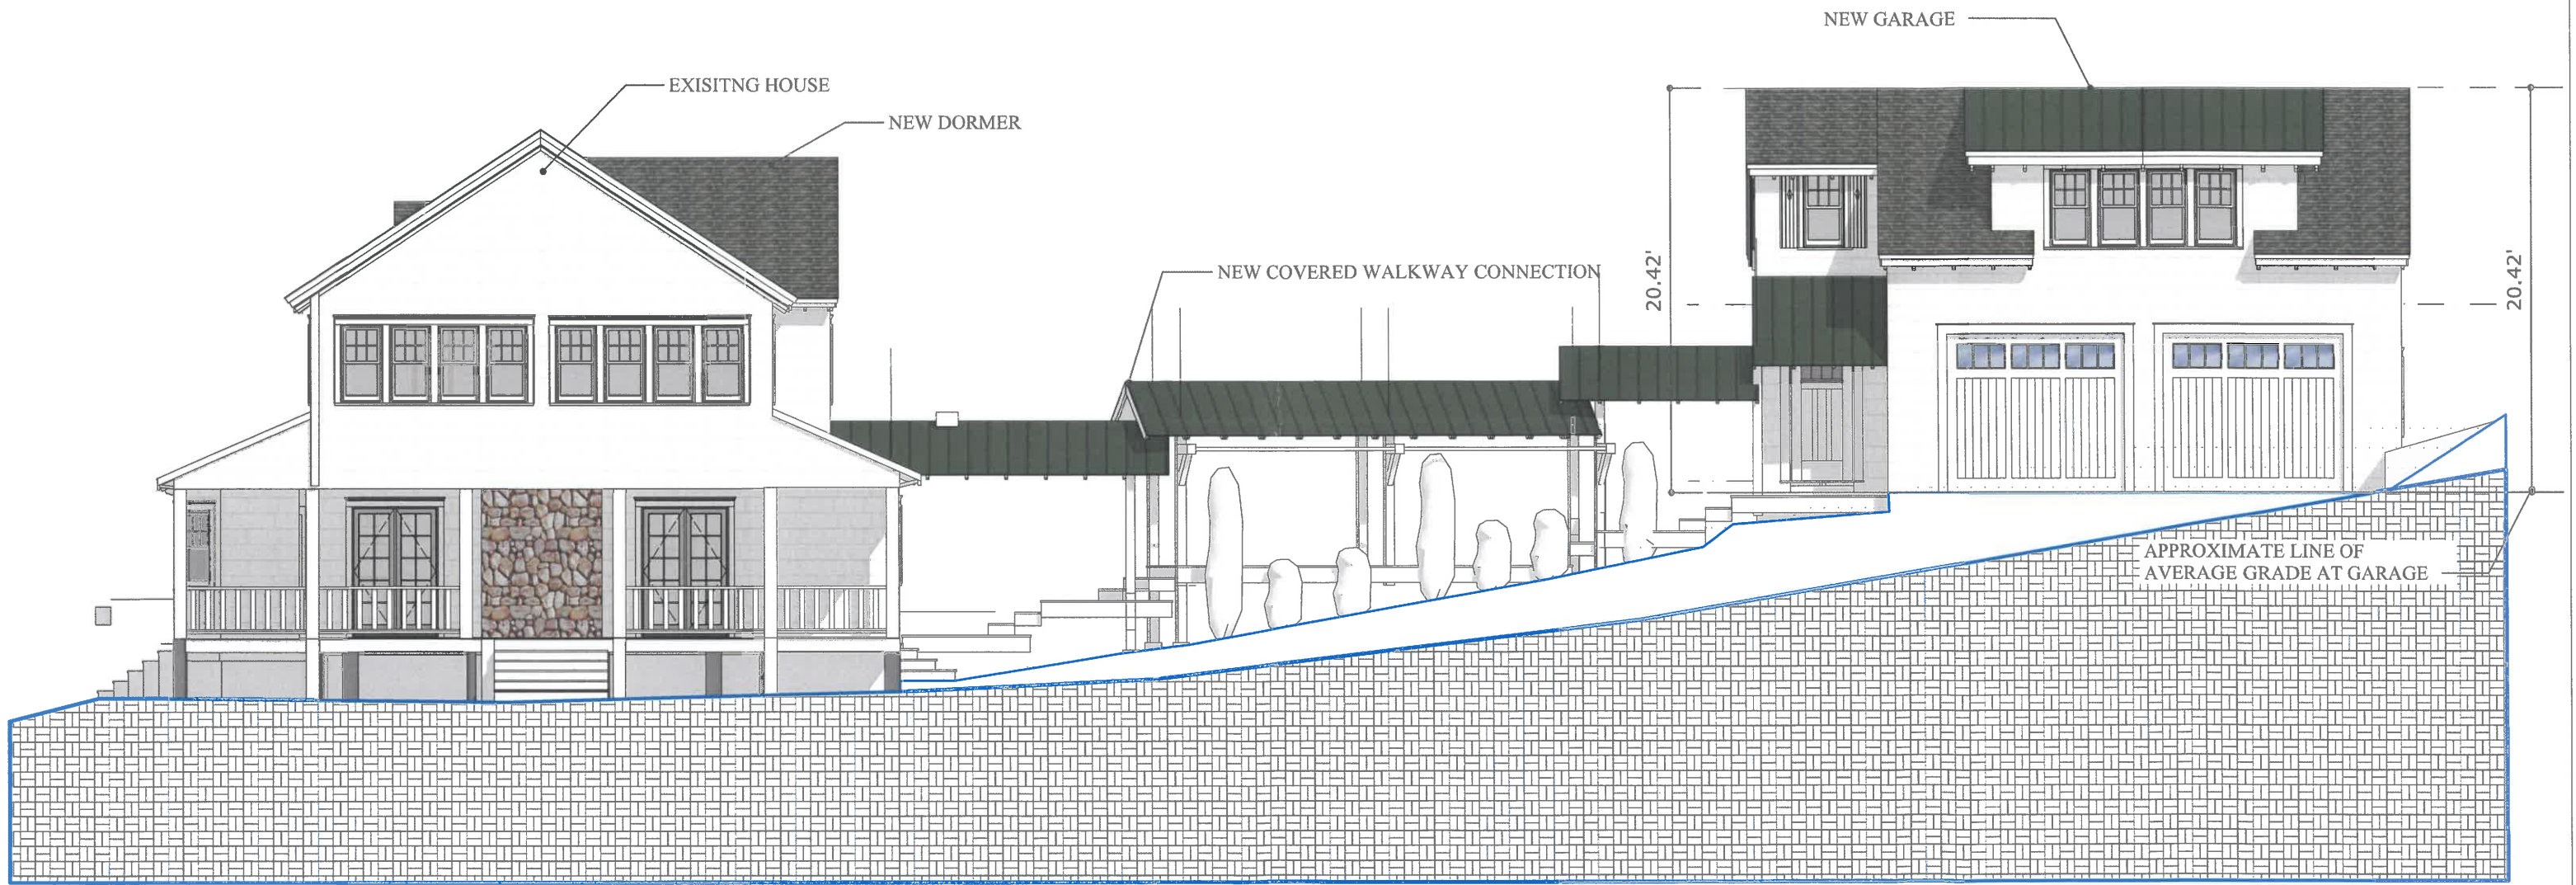 NEW GARAGE
EXISITNG HOUSE
NEW DORMER
NEW COVERED WALKWAY CONNECTION
20.42'
20.42'
APPROXIMATE LINE OF
AVERAGE GRADE AT GARAGE